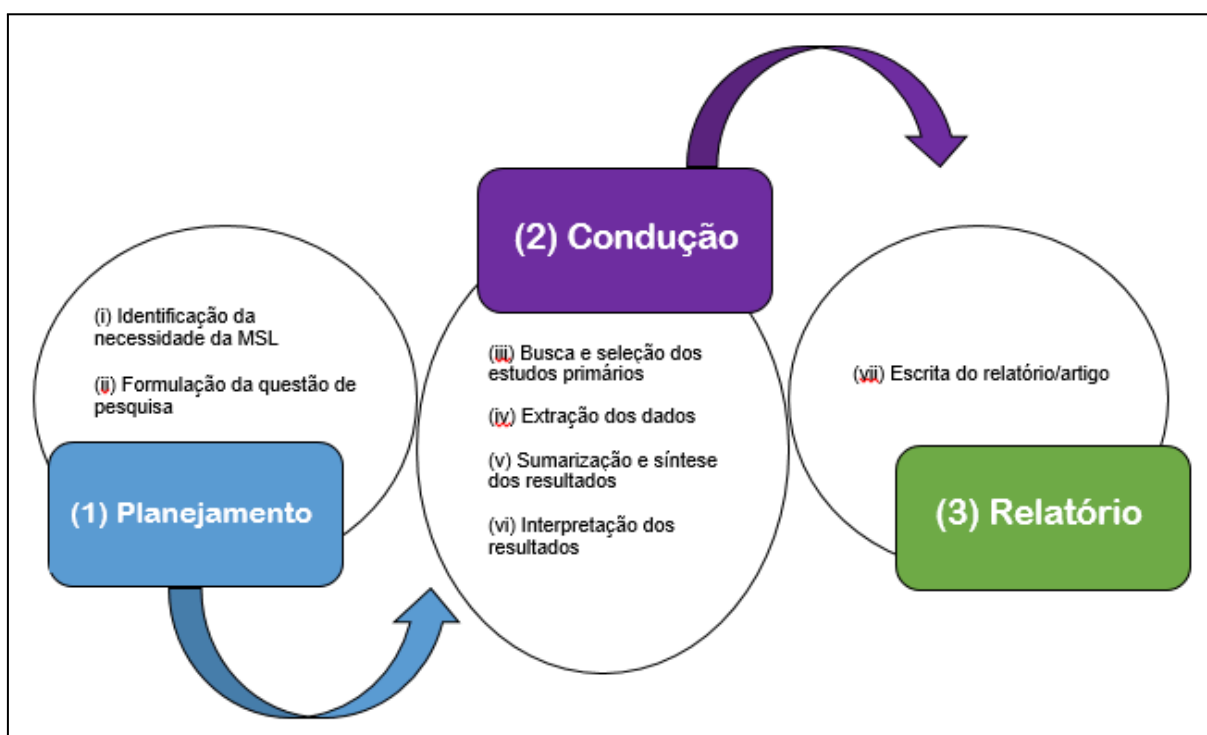 (1) Planejamento
(i) Identificação da
necessidade da MSL
(ii) Formulação da questão de
pesquisa
(2) Condução
(iii) Busca e seleção dos
estudos primários
(iv) Extração dos dados
(v) Sumarização e síntese
dos resultados
(vi) Interpretação dos
resultados
(3) Relatório
(vii) Escrita do relatório/artigo